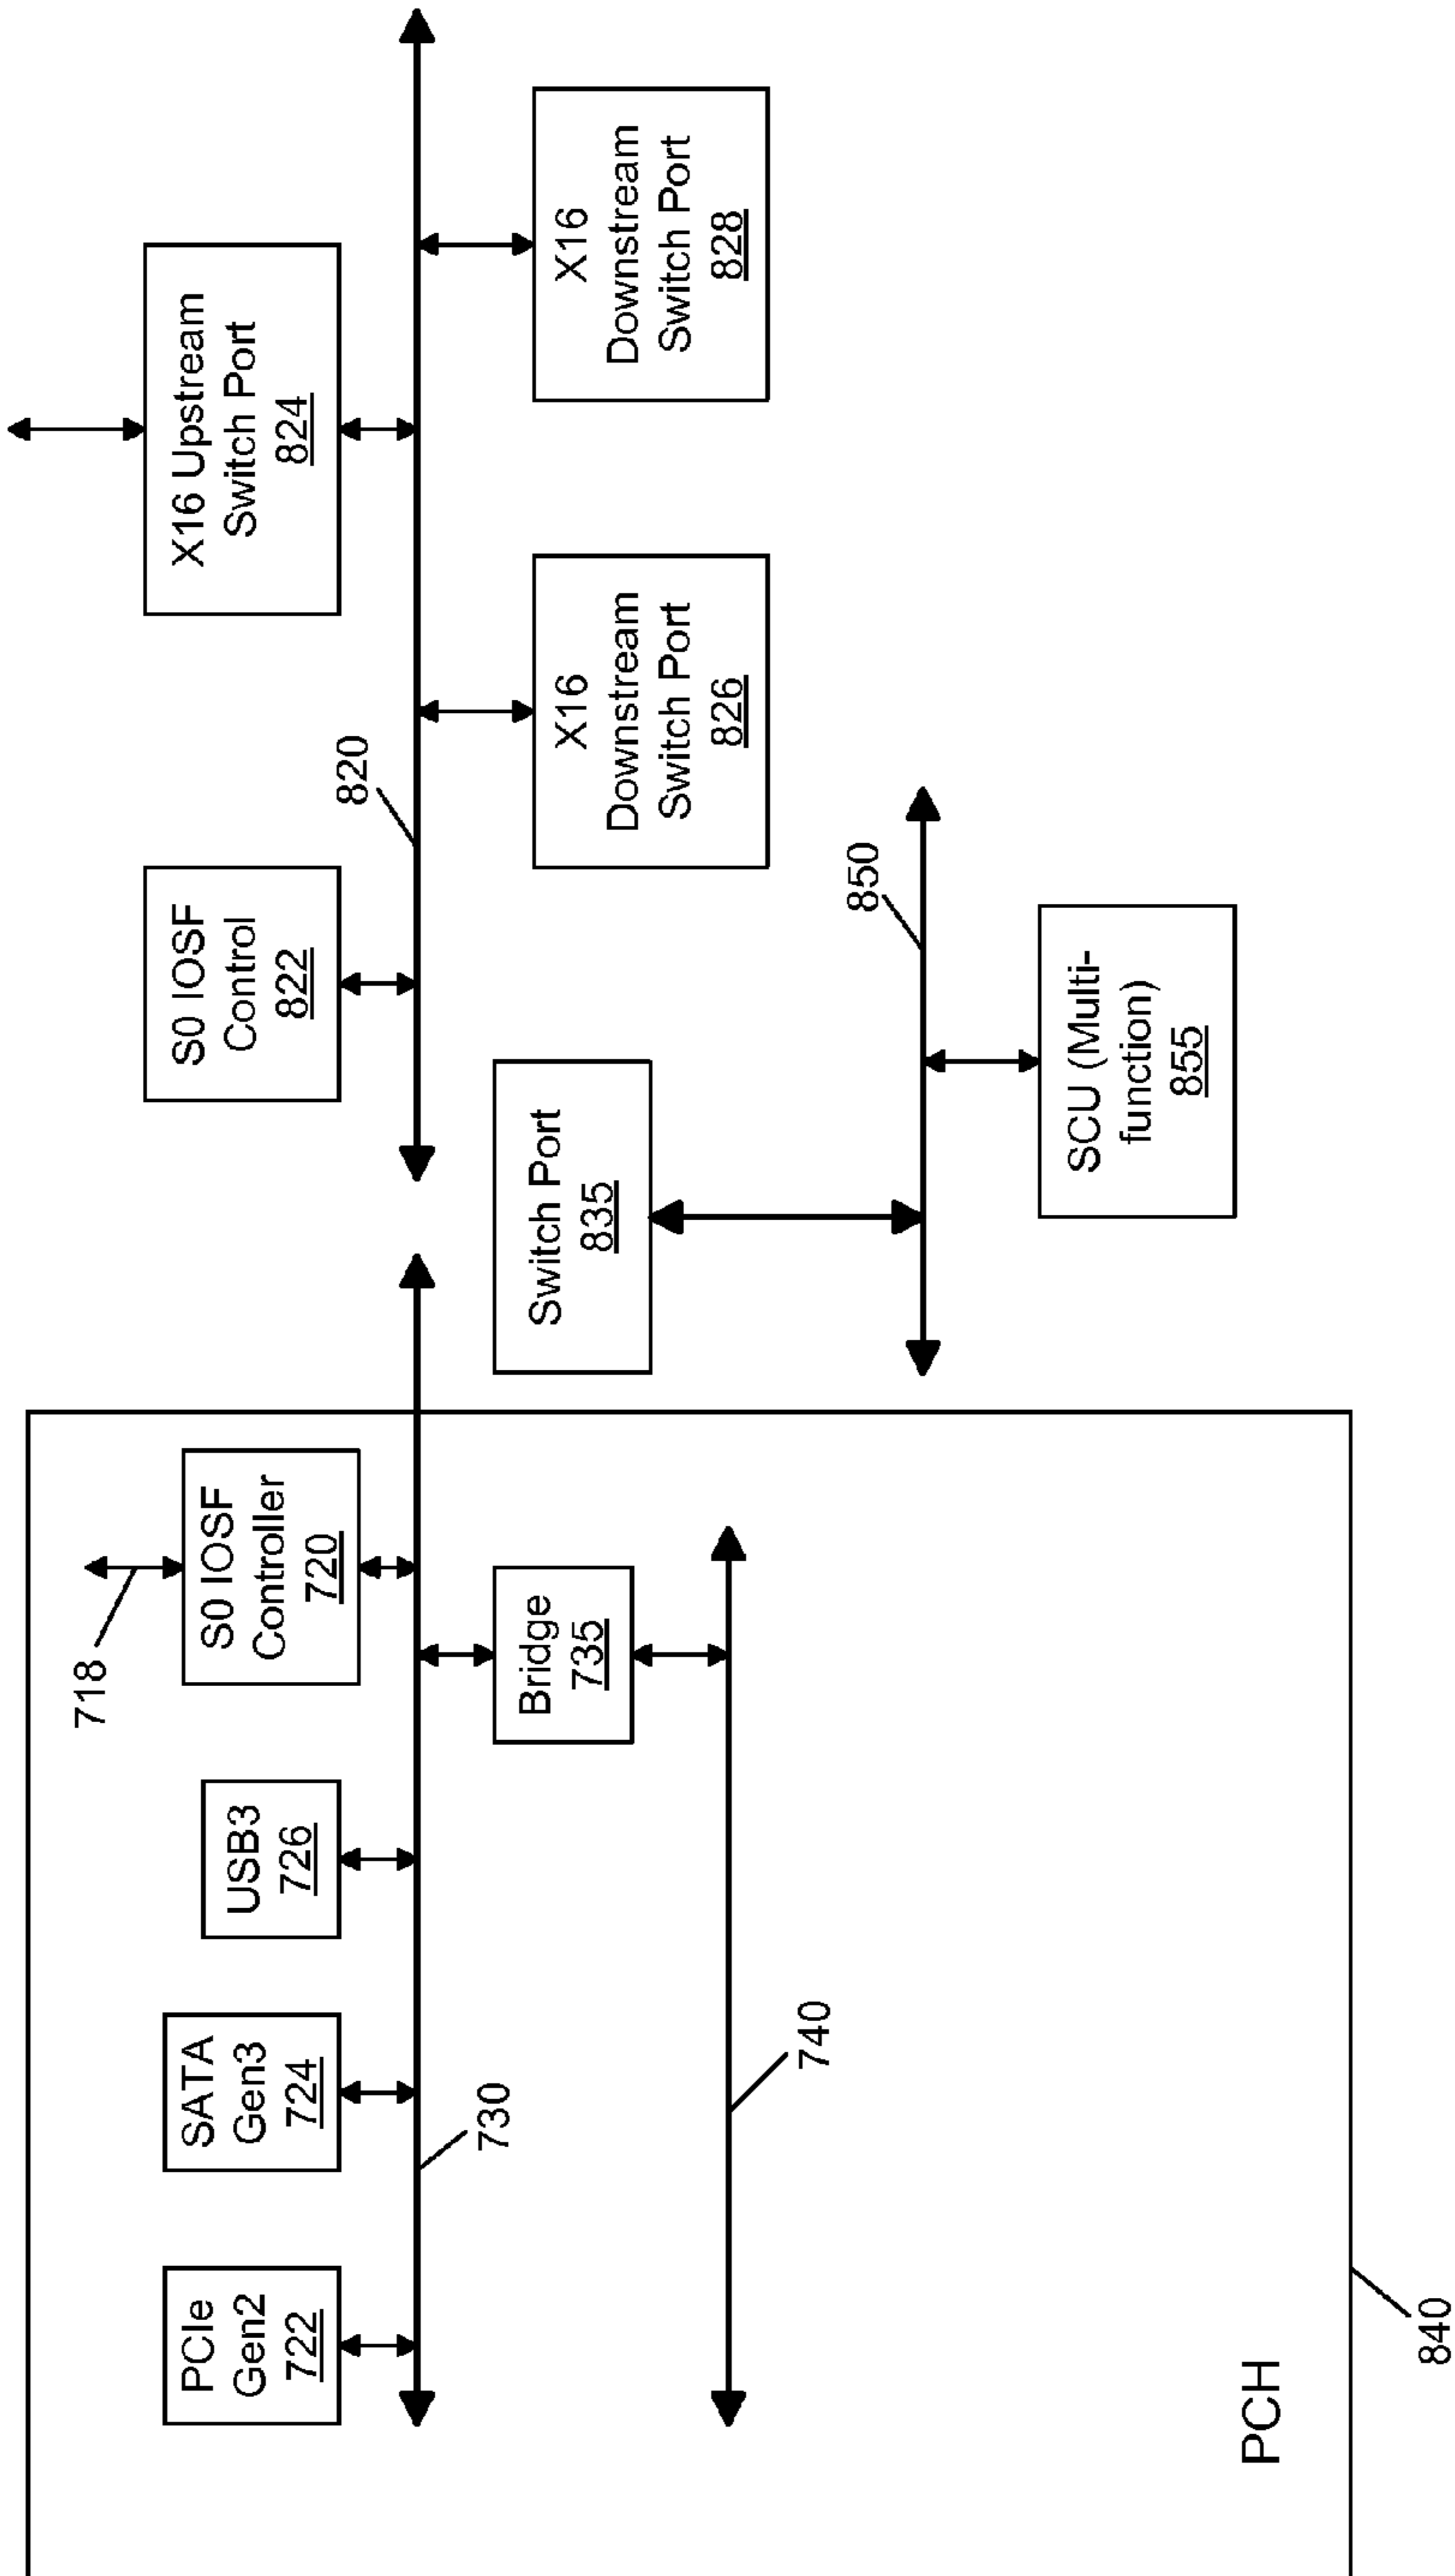 718
PCIe
Gen2
722
SATA
Gen3
724
USB3
726
S0 IOSF
Controller
720
730
Bridge
735
740
PCH
840
S0 IOSF
Control
822
X16 Upstream
Switch Port
824
820
Switch Port
835
X16
Downstream
Switch Port
826
X16
Downstream
Switch Port
828
850
SCU (Multi-
function)
855